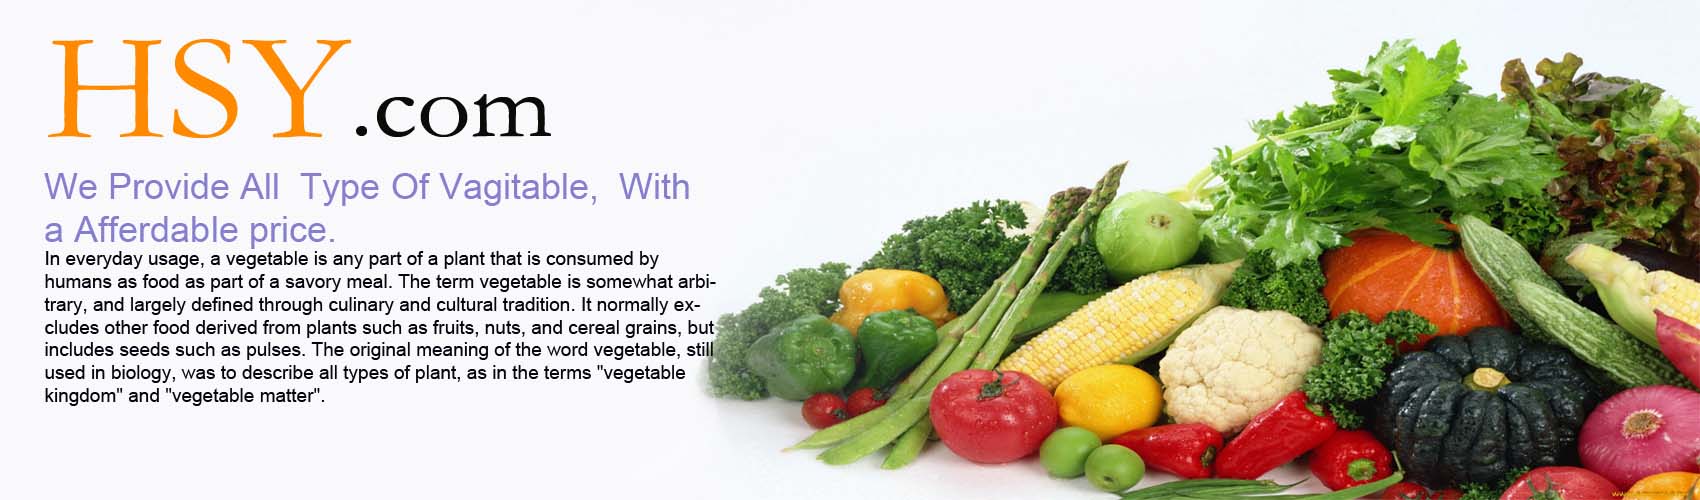 HSY.com
We Provide All  Type Of Vagitable,  With
a Afferdable price.
In everyday usage, a vegetable is any part of a plant that is consumed by
humans as food as part of a savory meal. The term vegetable is somewhat arbi-
trary, and largely defined through culinary and cultural tradition. It normally ex-
cludes other food derived from plants such as fruits, nuts, and cereal grains, but
includes seeds such as pulses. The original meaning of the word vegetable, still
used in biology, was to describe all types of plant, as in the terms "vegetable
kingdom" and "vegetable matter".